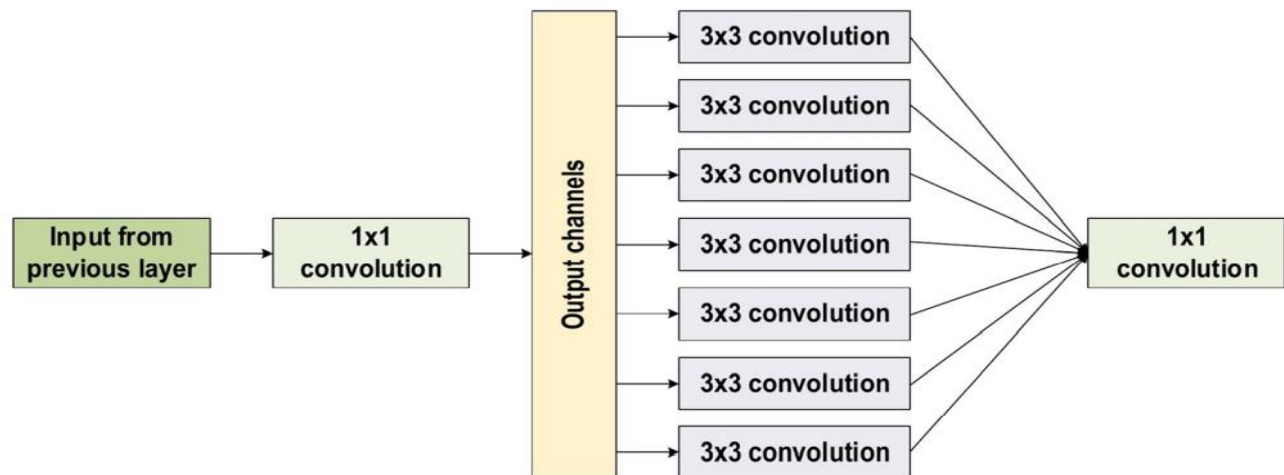 Input from
previous layer
1x1
convolution
Output channels
3x3 convolution
3x3 convolution
3x3 convolution
3x3 convolution
3x3 convolution
3x3 convolution
3x3 convolution
1x1
convolution